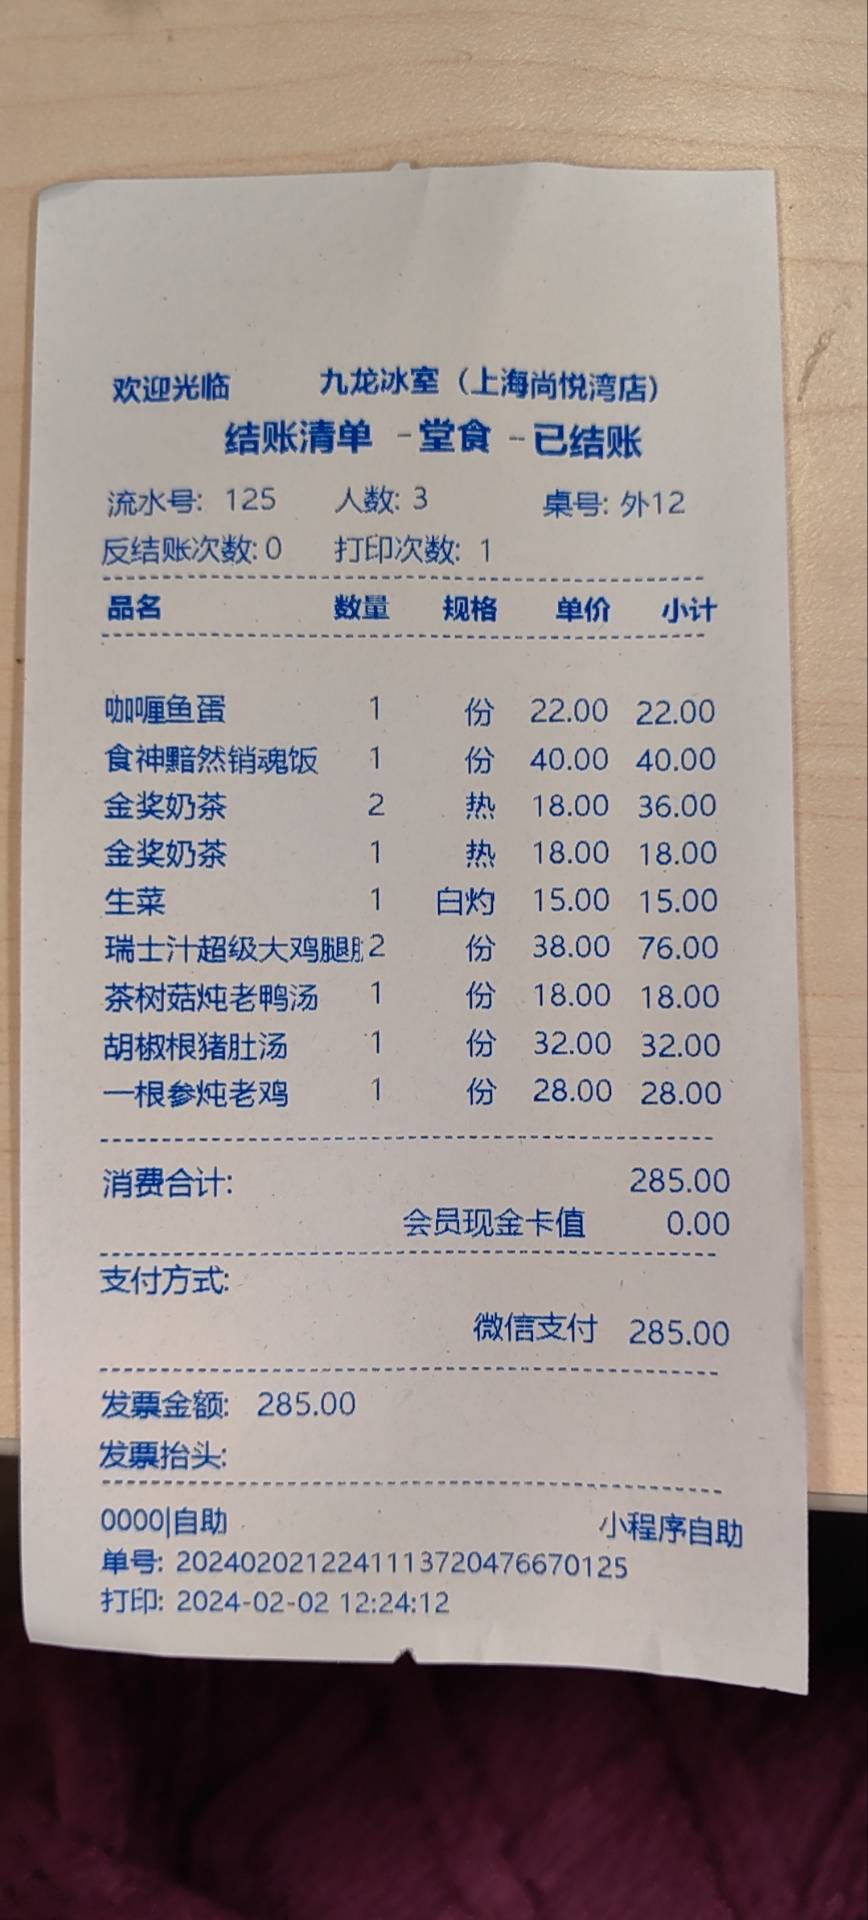 欢迎光临 九龙冰室（上海尚悦湾店）
结账清单 -堂食 --已结账
流水号: 125 人数: 3 桌号: 外12
反结账次数: 0 打印次数: 1
品名 数量 规格 单价 小计
咖喱鱼蛋 1 份 22.00 22.00
食神黯然销魂饭 1 份 40.00 40.00
金奖奶茶 2 热 18.00 36.00
金奖奶茶 1 热 18.00 18.00
生菜 1 白灼 15.00 15.00
瑞士汁超级大鸡腿 2 份 38.00 76.00
茶树菇炖老鸭汤 1 份 18.00 18.00
胡椒根猪肚汤 1 份 32.00 32.00
一根参炖老鸡 1 份 28.00 28.00
消费合计: 285.00
会员现金卡值 0.00
支付方式:
微信支付 285.00
发票金额: 285.00
发票抬头:
0000|自助 小程序自助
单号: 20240202122411137204766​70125
打印: 2024-02-02 12:24:12